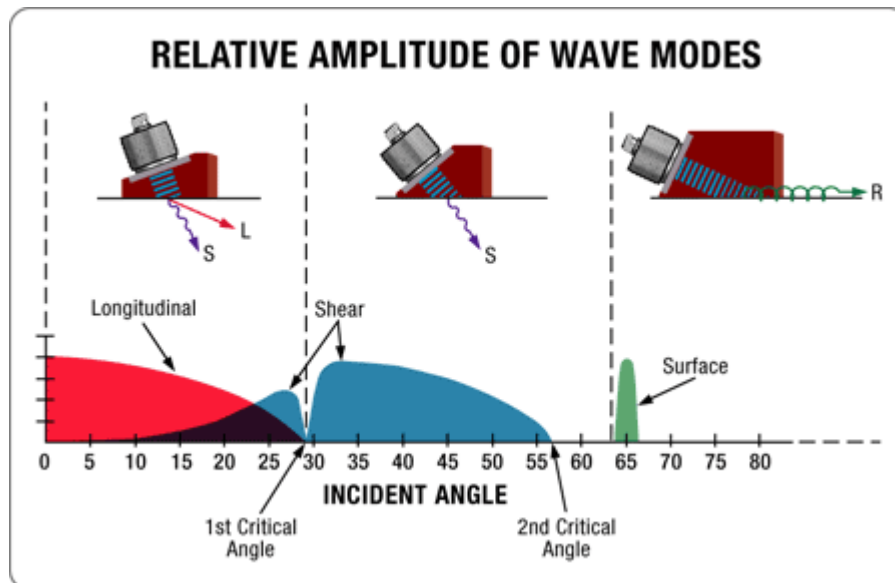 RELATIVE AMPLITUDE OF WAVE MODES
L
S
S
R
Longitudinal
Shear
Surface
0 5 10 15 20 25 30 35 40 45 50 55 60 65 70 75 80
INCIDENT ANGLE
1st Critical
Angle
2nd Critical
Angle